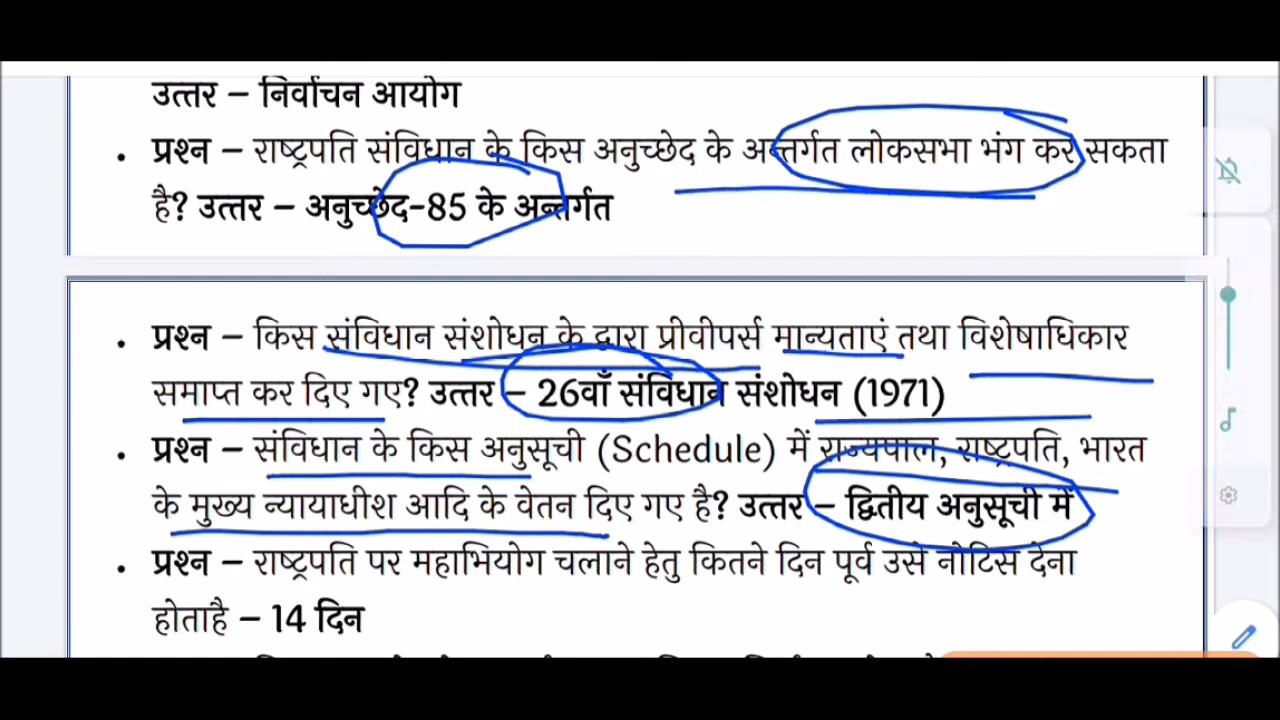 उत्तर – निर्वाचन आयोग
• प्रश्न – राष्ट्रपति संविधान के किस अनुच्छेद के अन्तर्गत लोकसभा भंग कर सकता
है? उत्तर – अनुच्छेद-85 के अन्तर्गत
• प्रश्न – किस संविधान संशोधन के द्वारा प्रीवीपर्स मान्यताएं तथा विशेषाधिकार
समाप्त कर दिए गए? उत्तर – 26वाँ संविधान संशोधन (1971)
• प्रश्न – संविधान के किस अनुसूची (Schedule) में राज्यपाल, राष्ट्रपति, भारत
के मुख्य न्यायाधीश आदि के वेतन दिए गए है? उत्तर – द्वितीय अनुसूची में
• प्रश्न – राष्ट्रपति पर महाभियोग चलाने हेतु कितने दिन पूर्व उसे नोटिस देना
होताहै – 14 दिन